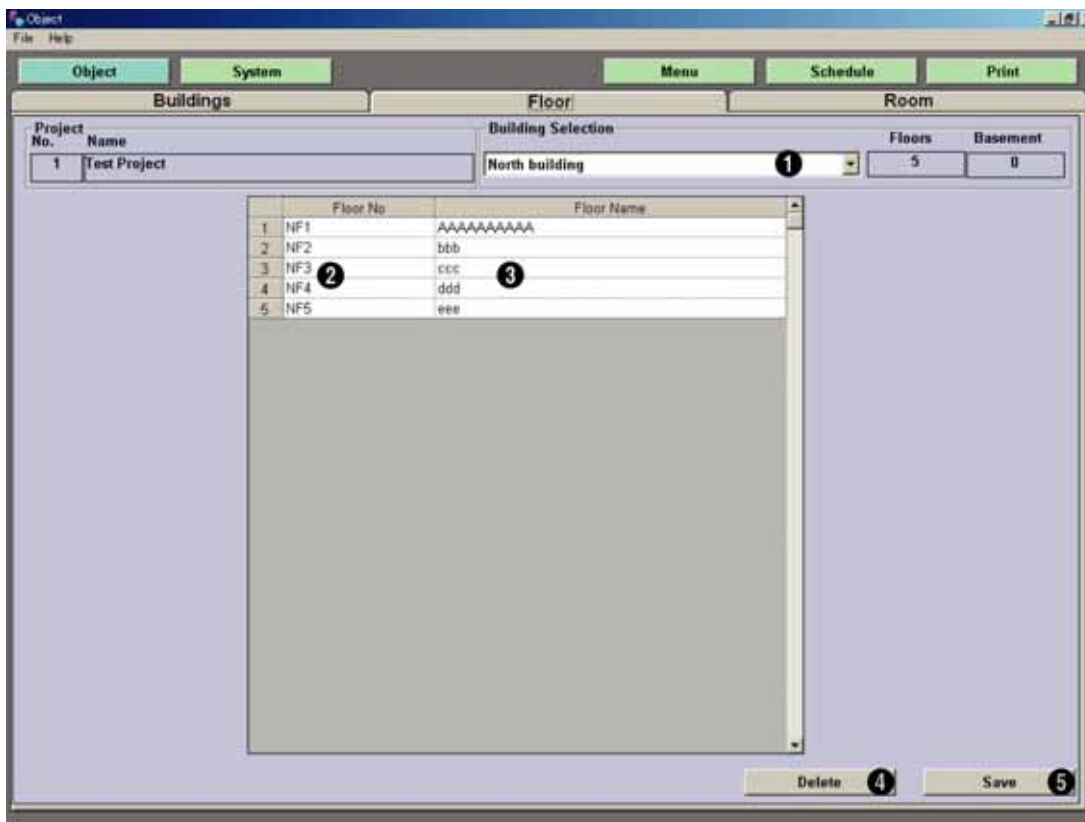 Object
File Help
Object System Menu Schedule Print
Buildings Floor Room
Project Building Selection
No. Name Floors Basement
1 Test Project North building 1 5 0
Floor No Floor Name
1 NF1 AAAAAAAAAA
2 NF2 bbb
3 NF3 ccc
2 3
4 NF4 ddd
5 NF5 eee
Delete 4 Save 5